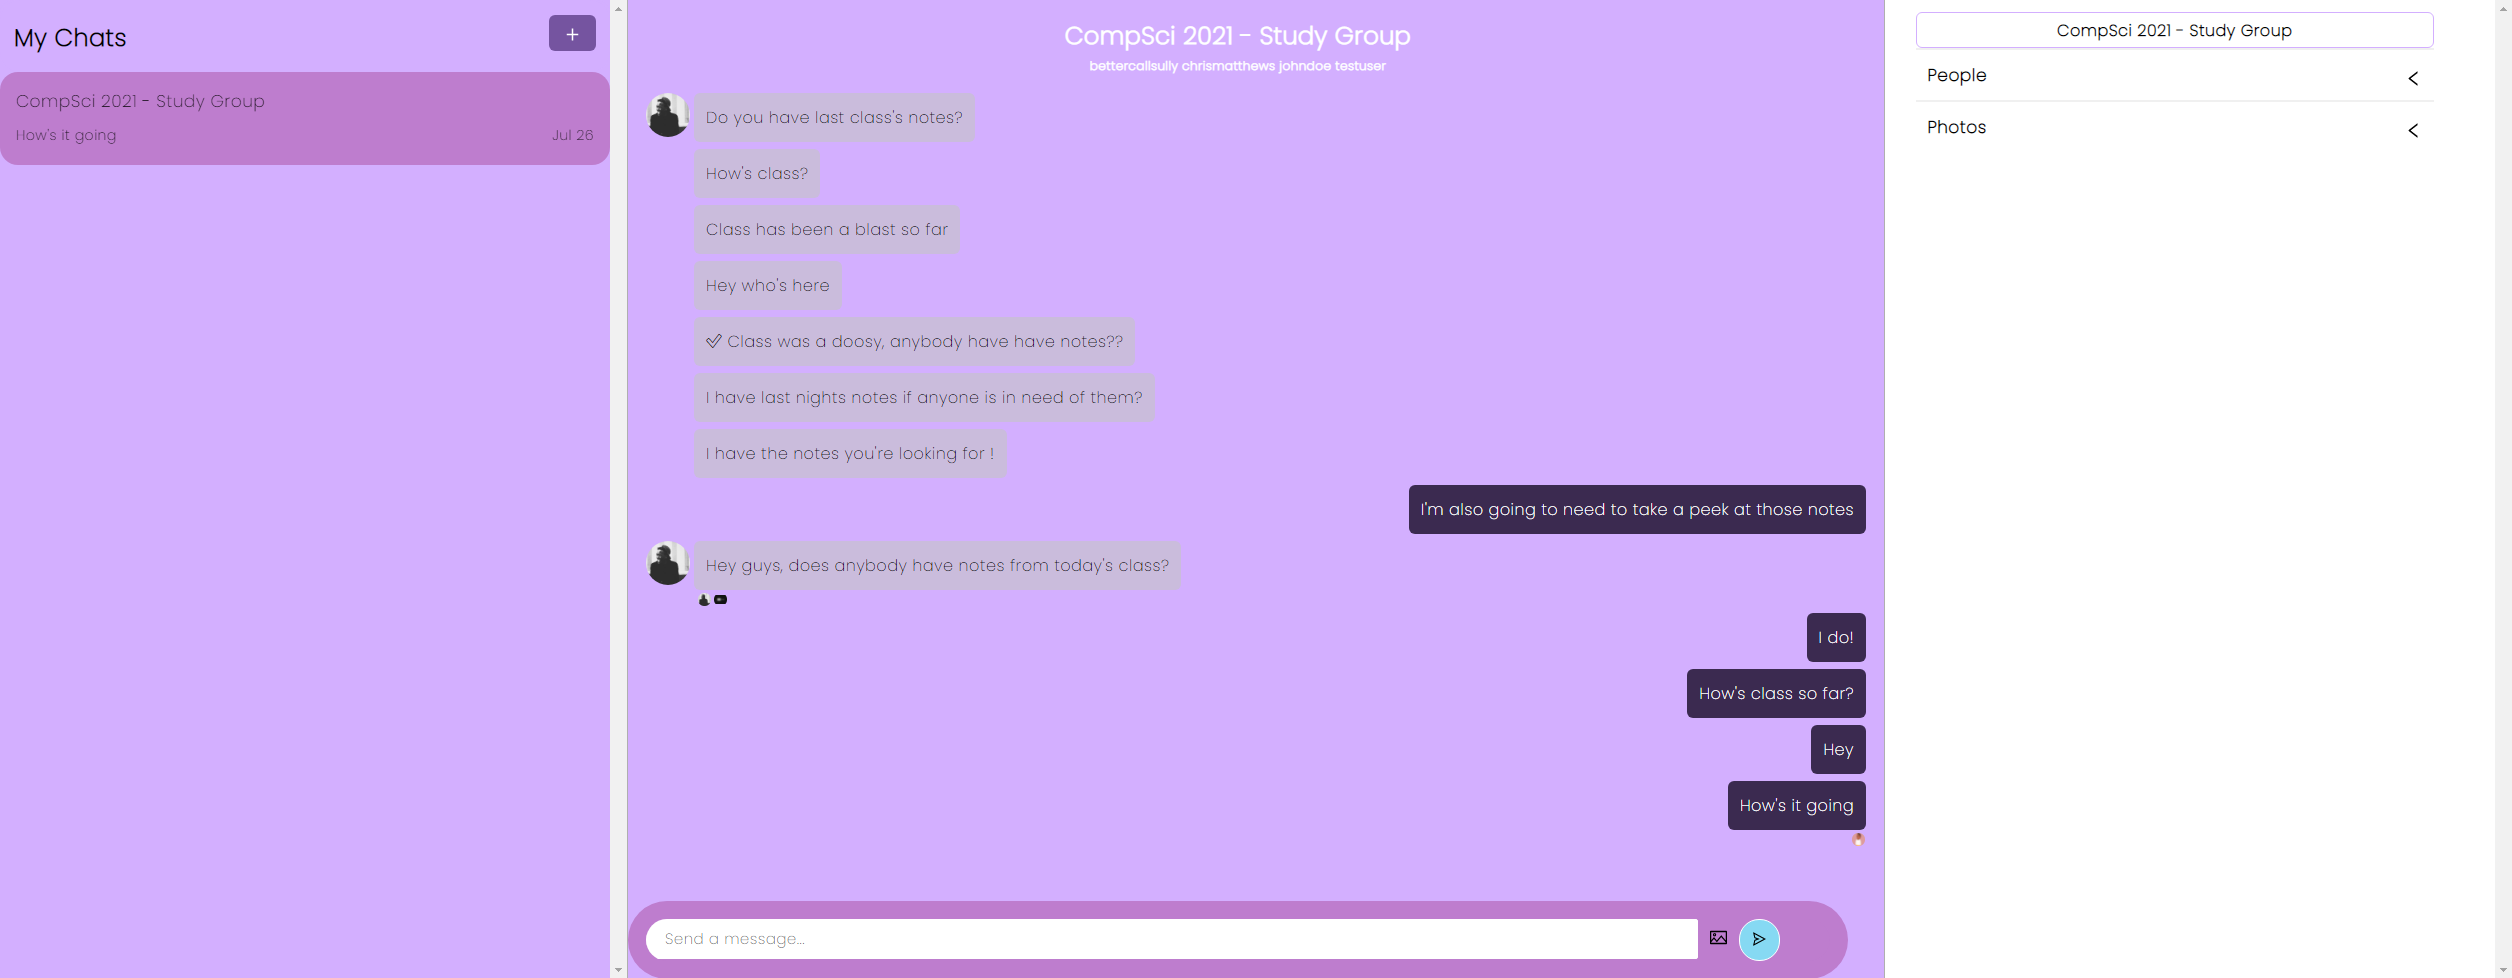 My Chats
CompSci 2021 - Study Group
How's it going
Jul 26
CompSci 2021 - Study Group
bettercallsully chrismatthews johndoe testuser
Do you have last class's notes?
How's class?
Class has been a blast so far
Hey who's here
Class was a doosy, anybody have have notes??
I have last nights notes if anyone is in need of them?
I have the notes you're looking for !
I'm also going to need to take a peek at those notes
Hey guys, does anybody have notes from today's class?
I do!
How's class so far?
Hey
How's it going
Send a message...
CompSci 2021 - Study Group
People
Photos